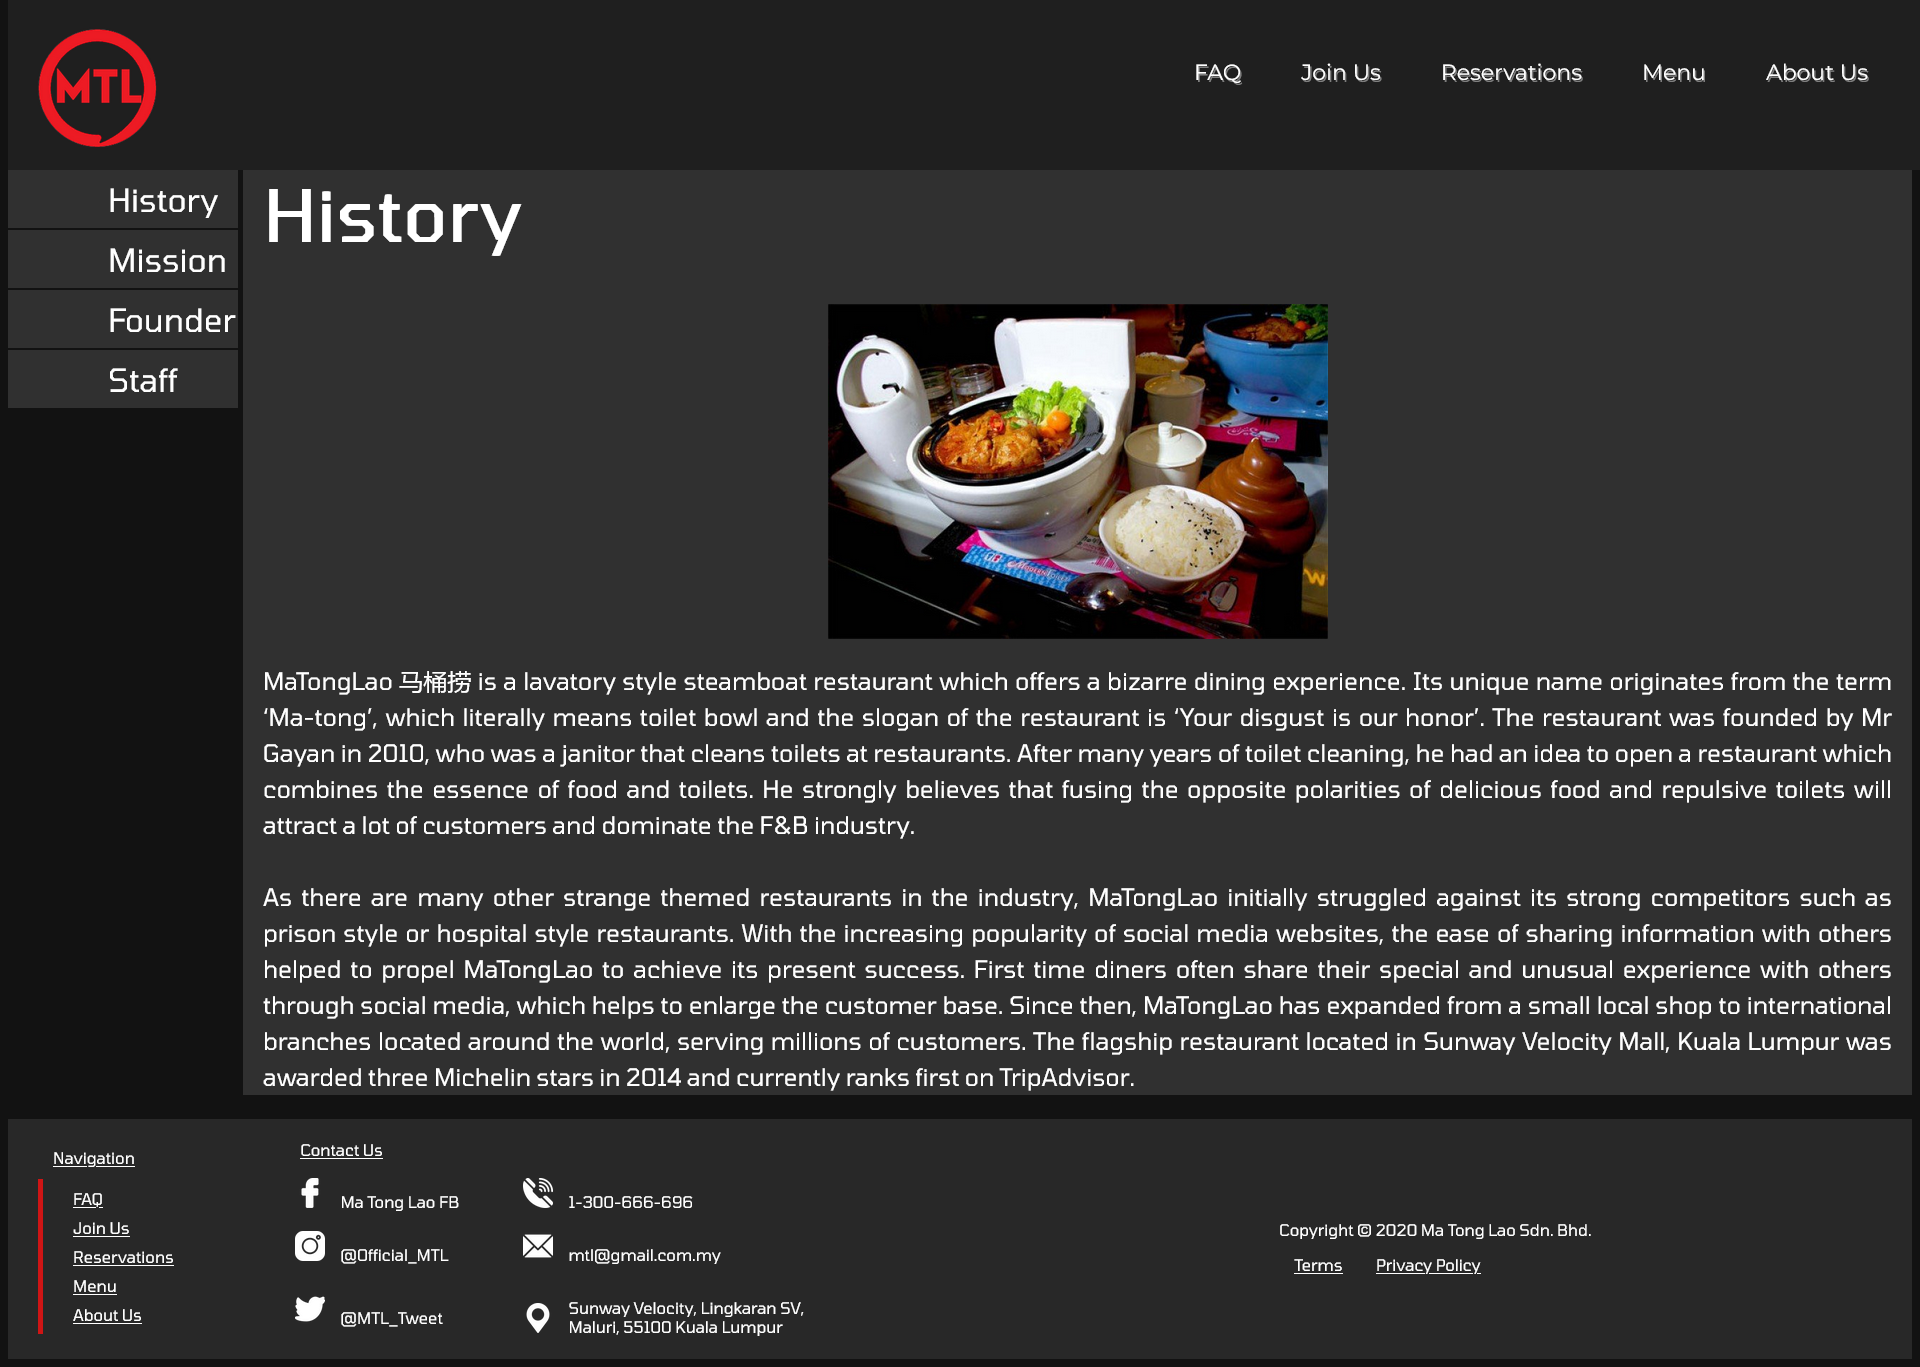 MTL
FAQ Join Us Reservations Menu About Us
History
Mission
Founder
Staff
History
MaTongLao 马桶捞 is a lavatory style steamboat restaurant which offers a bizarre dining experience. Its unique name originates from the term
‘Ma-tong’, which literally means toilet bowl and the slogan of the restaurant is ‘Your disgust is our honor’. The restaurant was founded by Mr
Gayan in 2010, who was a janitor that cleans toilets at restaurants. After many years of toilet cleaning, he had an idea to open a restaurant which
combines the essence of food and toilets. He strongly believes that fusing the opposite polarities of delicious food and repulsive toilets will
attract a lot of customers and dominate the F&B industry.
As there are many other strange themed restaurants in the industry, MaTongLao initially struggled against its strong competitors such as
prison style or hospital style restaurants. With the increasing popularity of social media websites, the ease of sharing information with others
helped to propel MaTongLao to achieve its present success. First time diners often share their special and unusual experience with others
through social media, which helps to enlarge the customer base. Since then, MaTongLao has expanded from a small local shop to international
branches located around the world, serving millions of customers. The flagship restaurant located in Sunway Velocity Mall, Kuala Lumpur was
awarded three Michelin stars in 2014 and currently ranks first on TripAdvisor.
Navigation
FAQ
Join Us
Reservations
Menu
About Us
Contact Us
Ma Tong Lao FB
@Official_MTL
@MTL_Tweet
1-300-666-696
mtl@gmail.com.my
Sunway Velocity, Lingkaran SV,
Maluri, 55100 Kuala Lumpur
Copyright © 2020 Ma Tong Lao Sdn. Bhd.
Terms Privacy Policy